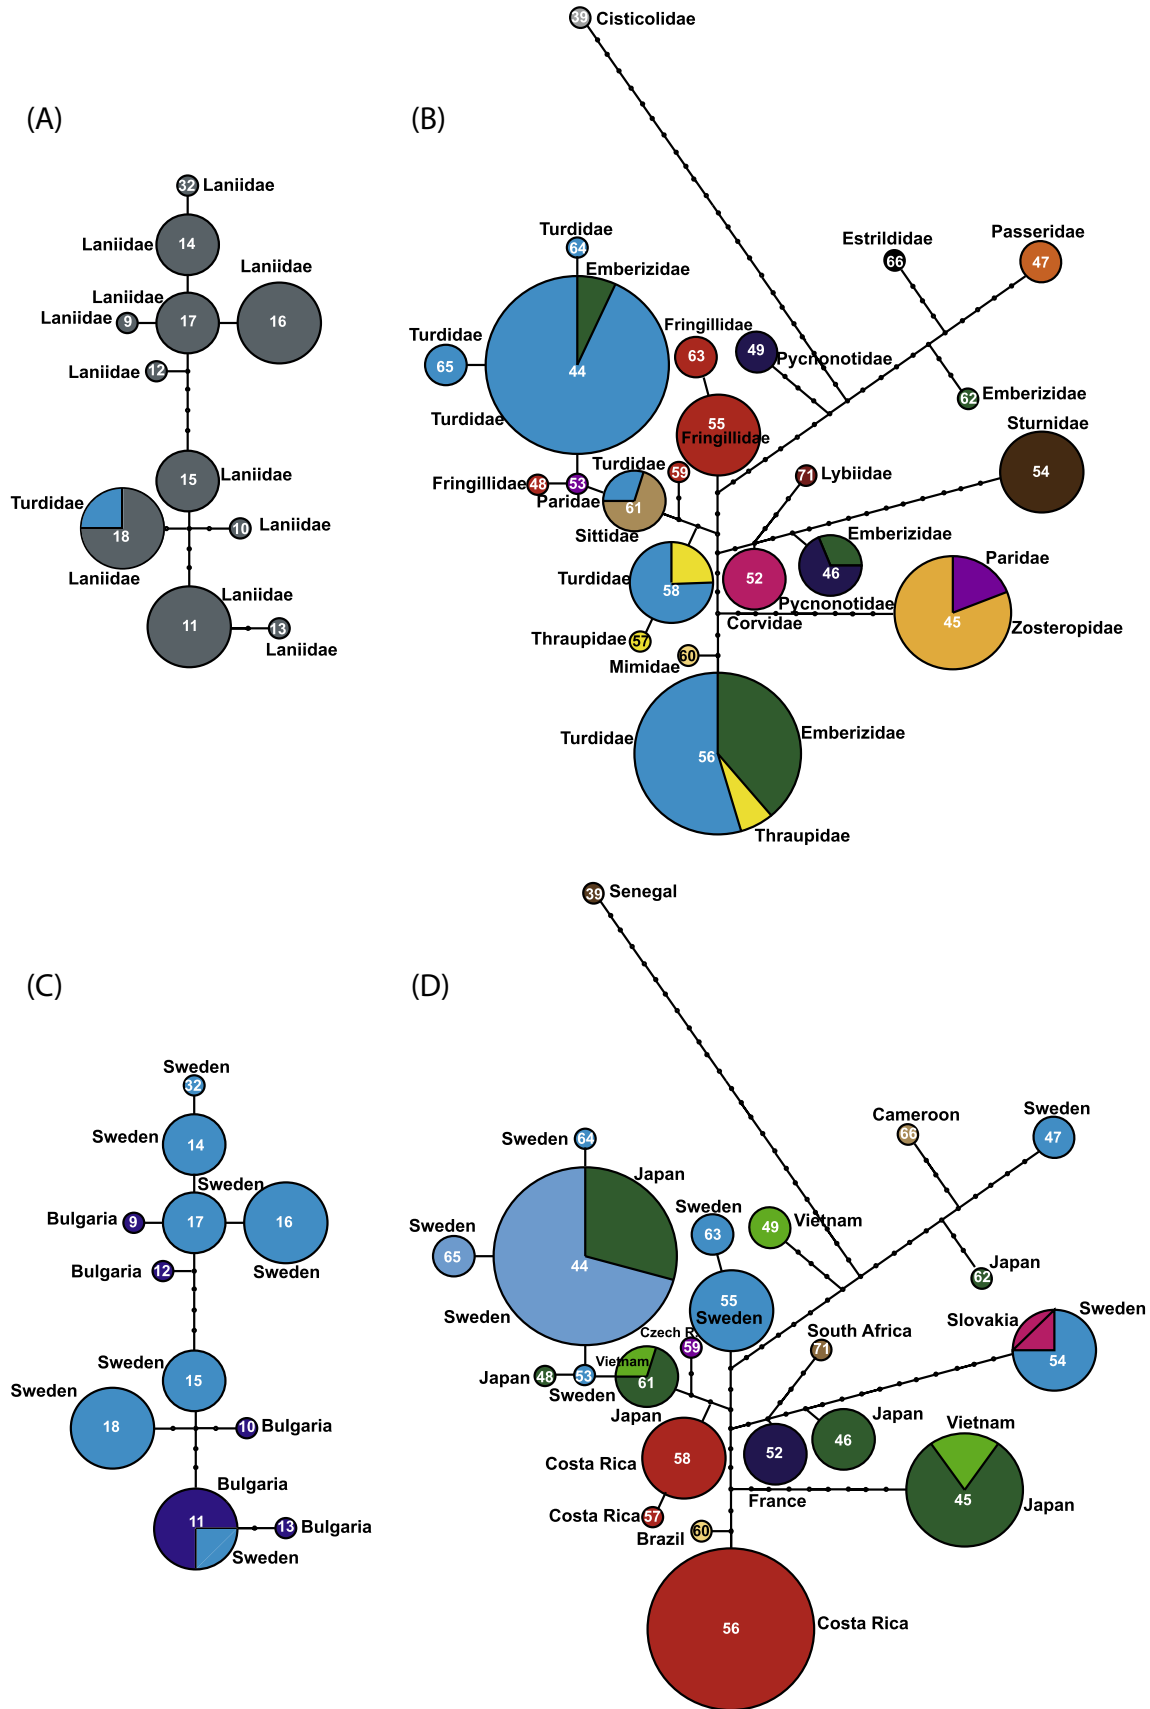 39 Cisticolidae
(A)
(B)
32 Laniidae
Laniidae 14
Laniidae
Laniidae
Laniidae 9
17
16
Laniidae 12
15 Laniidae
Turdidae
18
Laniidae
10 Laniidae
Laniidae
11
13
Laniidae
Turdidae
64
Emberizidae
Turdidae
65
44
Turdidae
Fringillidae
63
49
Pycnonotidae
Estrildidae
66
Passeridae
47
62
Emberizidae
55
Fringillidae
Sturnidae
54
Fringillidae 48
53
Paridae
Turdidae
61
Sittidae
59
71 Lybiidae
Turdidae
58
52
Corvidae
Emberizidae
46
Pycnonotidae
Paridae
45
Zosteropidae
Thraupidae 57
Mimidae 60
Turdidae
56
Emberizidae
Thraupidae
39 Senegal
(C)
(D)
Sweden
32
Sweden
14
Sweden
Bulgaria 9
17
16
Sweden
Bulgaria 12
Sweden
15
Sweden
18
10 Bulgaria
Bulgaria
11
13 Bulgaria
Sweden
Sweden 64
Japan
Sweden
65
44
Sweden
Sweden
63
49 Vietnam
Cameroon
66
Sweden
47
62
Japan
55
Sweden
Slovakia
Sweden
54
Czech R
59
South Africa
71
Japan 48
53
Sweden
Vietnam
61
Japan
Costa Rica
58
52
France
Japan
46
Vietnam
45
Japan
Costa Rica 57
Brazil 60
56
Costa Rica